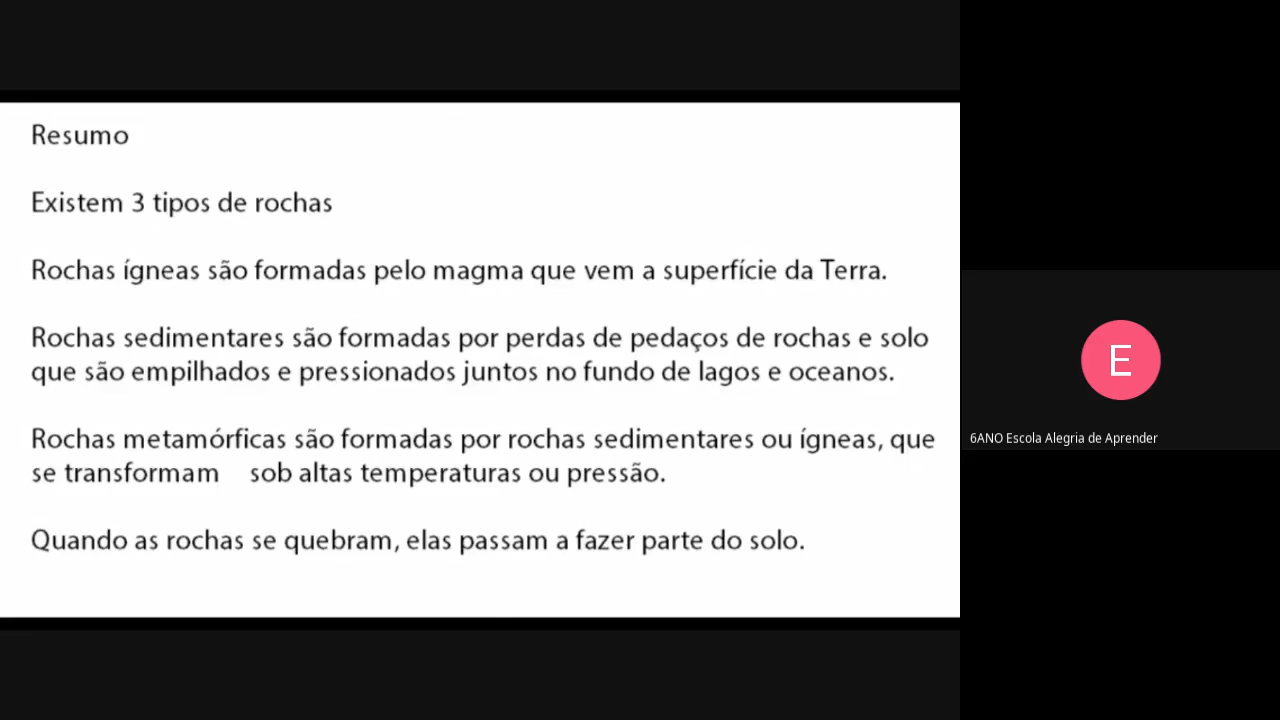 Resumo
Existem 3 tipos de rochas
Rochas ígneas são formadas pelo magma que vem a superfície da Terra.
Rochas sedimentares são formadas por perdas de pedaços de rochas e solo
que são empilhados e pressionados juntos no fundo de lagos e oceanos.
Rochas metamórficas são formadas por rochas sedimentares ou ígneas, que
se transformam sob altas temperaturas ou pressão.
Quando as rochas se quebram, elas passam a fazer parte do solo.
E
6ANO Escola Alegria de Aprender